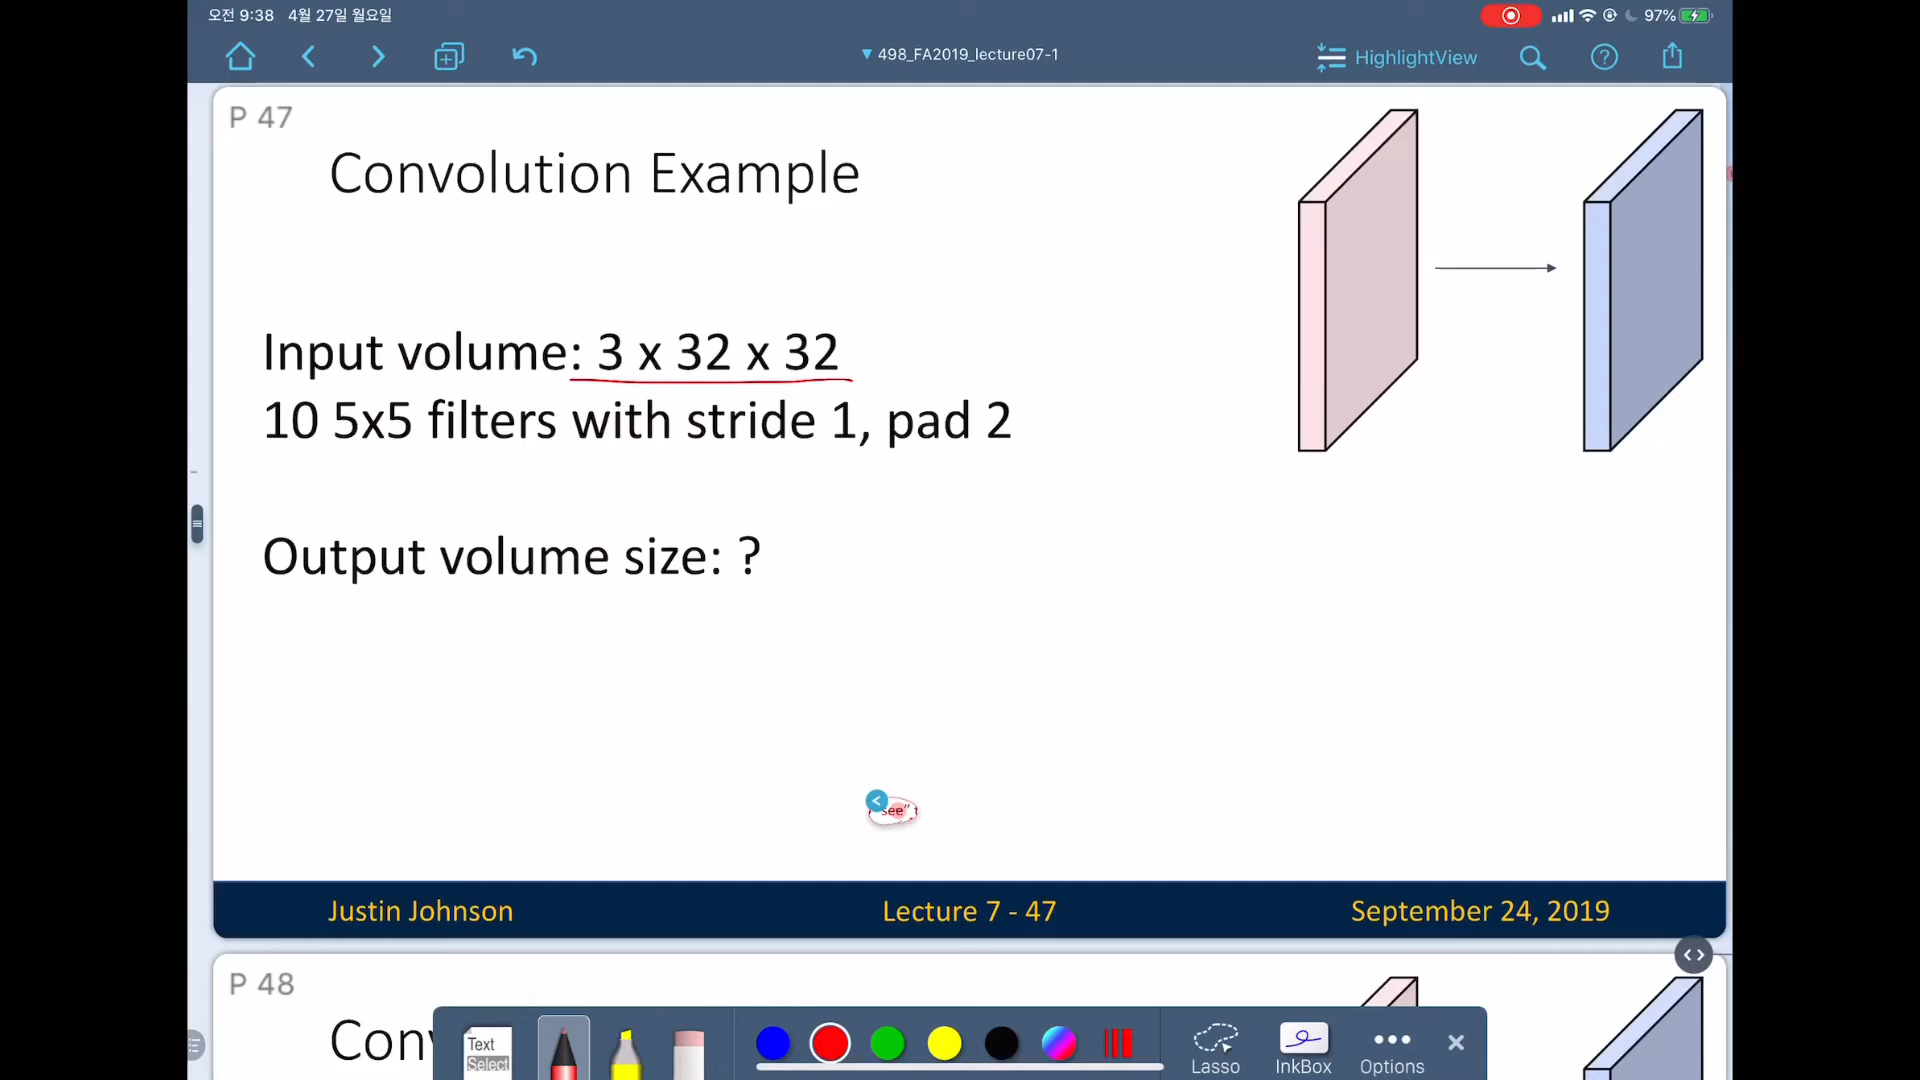 오전 9:38 4월 27일 월요일
97%
▼ 498_FA2019_lecture07-1
HighlightView
P 47
Convolution Example
Input volume: 3 x 32 x 32
10 5x5 filters with stride 1, pad 2
Output volume size: ?
see"
Justin Johnson
Lecture 7 - 47
September 24, 2019
P 48
Conv
Text
Select
Lasso
InkBox
Options